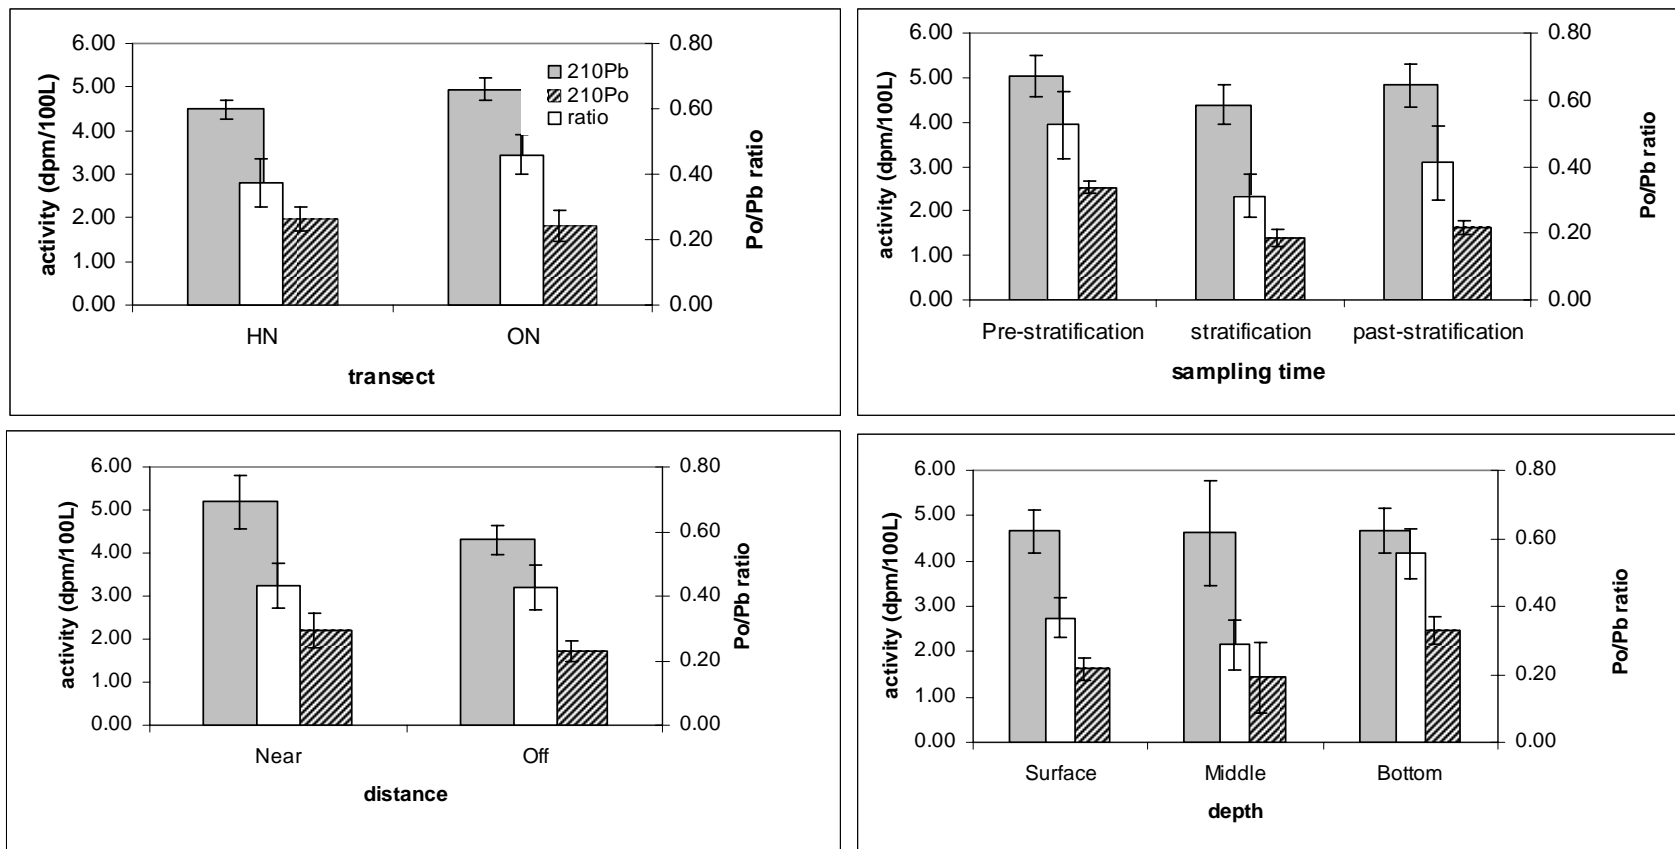 6.00 5.00 4.00 3.00 2.00 1.00 0.00
activity (dpm/100L)
0.80 0.60 0.40 0.20 0.00
Po/Pb ratio
210Pb
210Po
ratio
HN ON
transect
6.00 5.00 4.00 3.00 2.00 1.00 0.00
activity (dpm/100L)
0.80 0.60 0.40 0.20 0.00
Po/Pb ratio
Pre-stratification stratification past-stratification
sampling time
6.00 5.00 4.00 3.00 2.00 1.00 0.00
activity (dpm/100L)
0.80 0.60 0.40 0.20 0.00
Po/Pb ratio
Near Off
distance
6.00 5.00 4.00 3.00 2.00 1.00 0.00
activity (dpm/100L)
0.80 0.60 0.40 0.20 0.00
Po/Pb ratio
Surface Middle Bottom
depth